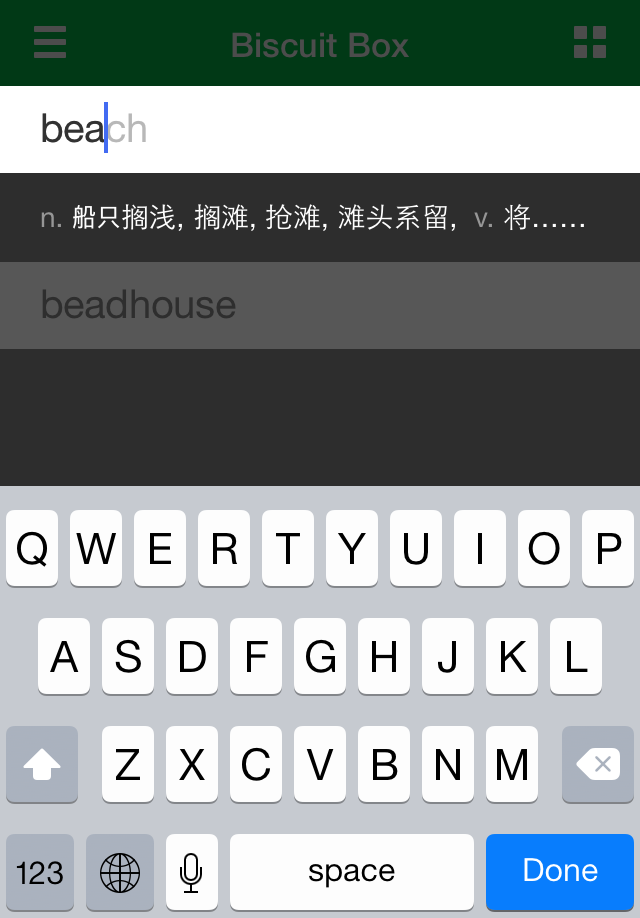 Biscuit Box
beach
n. 船只搁浅, 搁滩, 抢滩, 滩头系留, v. 将……
beadhouse
Q W E R T Y U I O P
A S D F G H J K L
Z X C V B N M
123 space Done